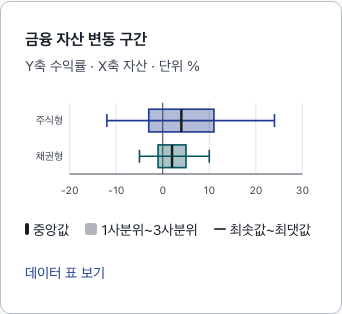 금융 자산 변동 구간
Y축 수익률 · X축 자산 · 단위 %
주식형
채권형
-20 -10 0 10 20 30
중앙값 1사분위~3사분위 최솟값~최댓값
데이터 표 보기